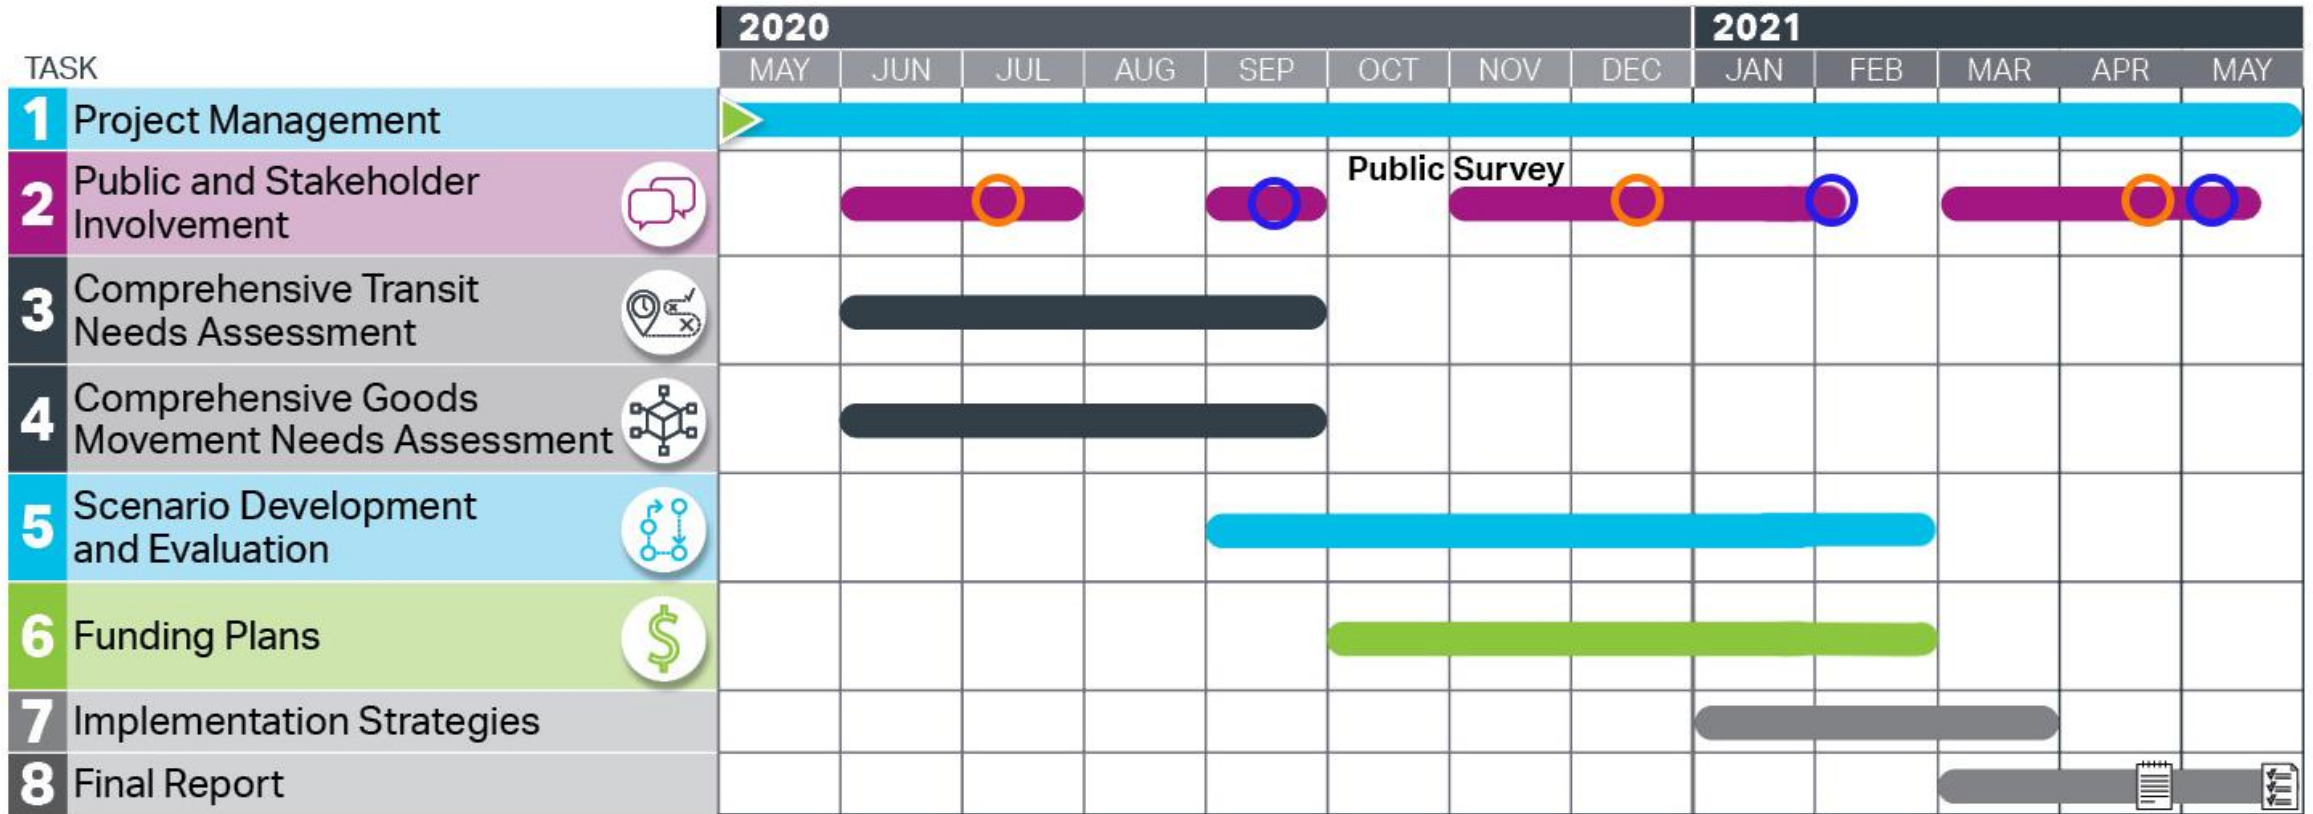 2020 2021
TASK MAY JUN JUL AUG SEP OCT NOV DEC JAN FEB MAR APR MAY
1 Project Management
Public Survey
2 Public and Stakeholder
Involvement
3 Comprehensive Transit
Needs Assessment
4 Comprehensive Goods
Movement Needs Assessment
5 Scenario Development
and Evaluation
6 Funding Plans
$
7 Implementation Strategies
8 Final Report